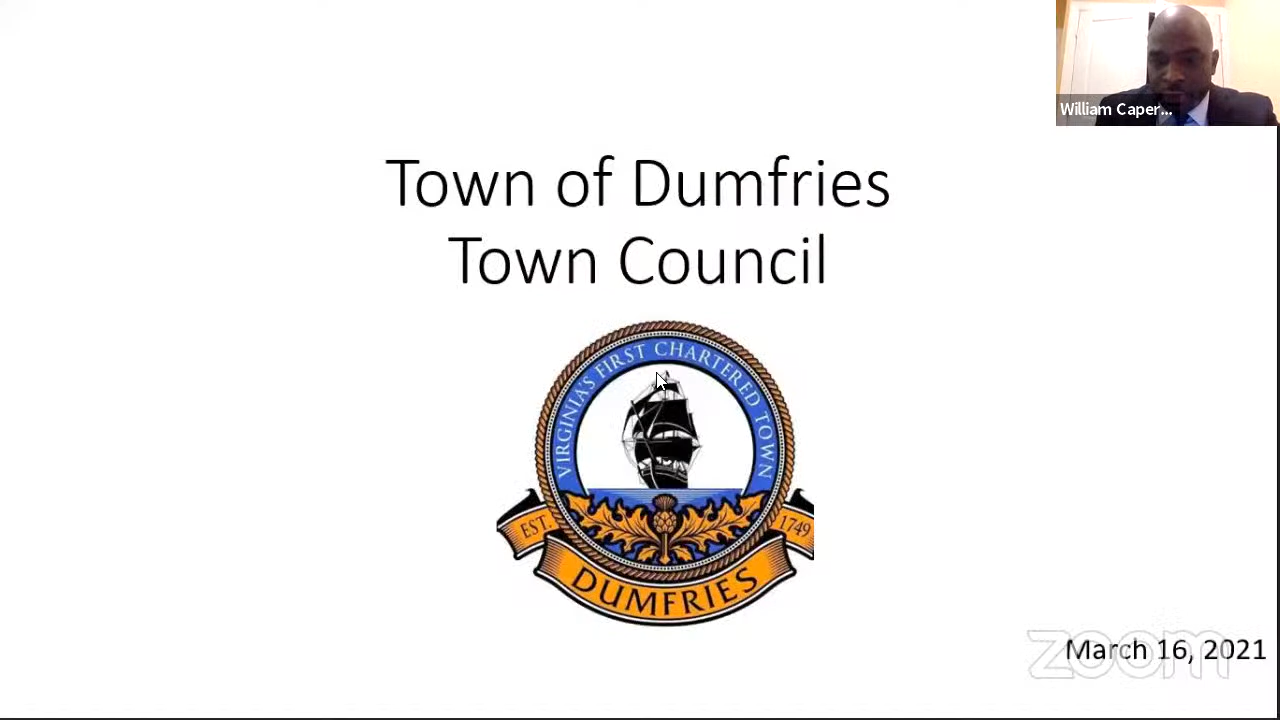 William Caper...
Town of Dumfries
Town Council
VIRGINIA'S FIRST CHARTERED TOWN
EST. 1749
DUMFRIES
March 16, 2021
zoom